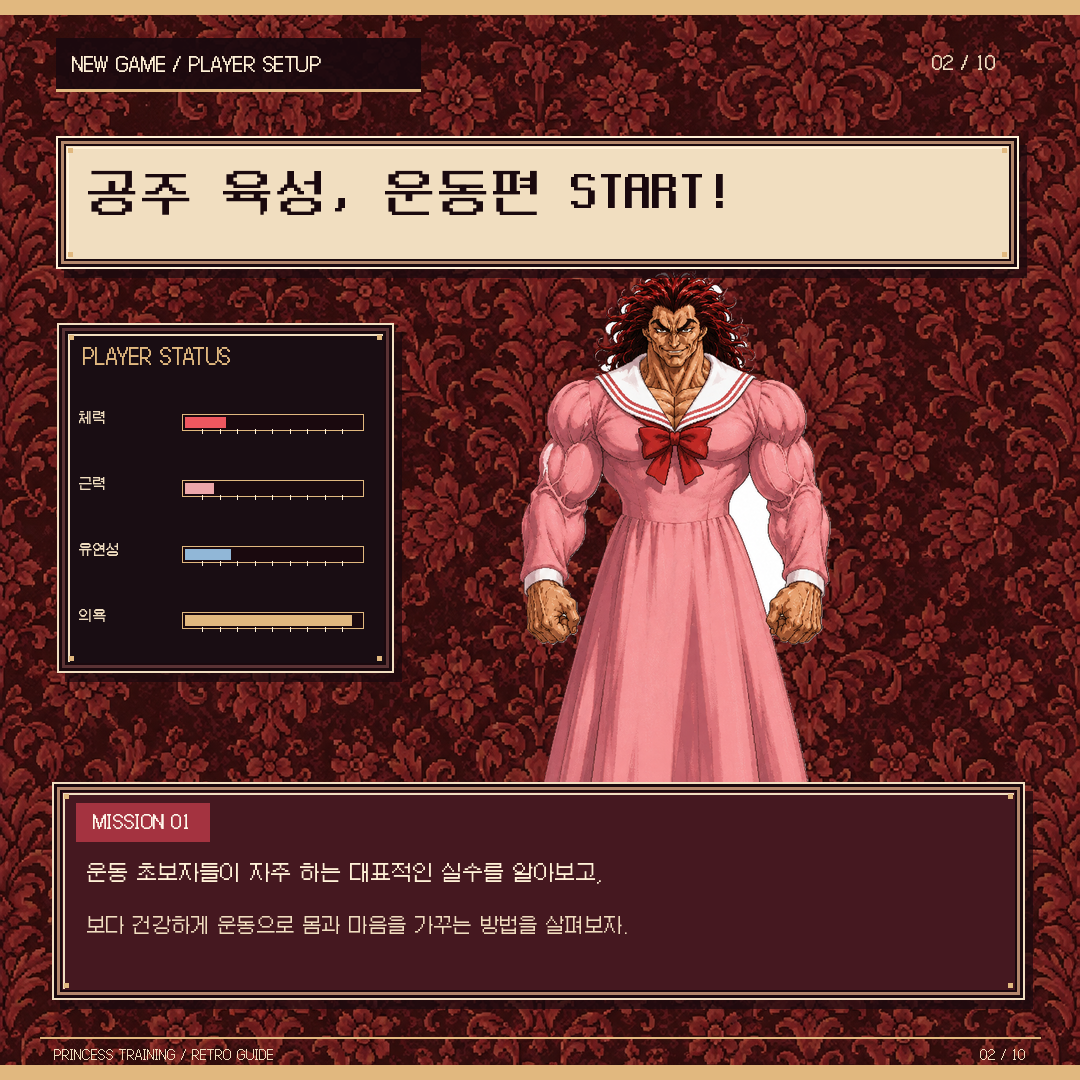 NEW GAME / PLAYER SETUP
02 / 10
공주 육성, 운동편 START!
PLAYER STATUS
체력
근력
유연성
의욕
MISSION 01
운동 초보자들이 자주 하는 대표적인 실수를 알아보고,
보다 건강하게 운동으로 몸과 마음을 가꾸는 방법을 살펴보자.
PRINCESS TRAINING / RETRO GUIDE
02 / 10